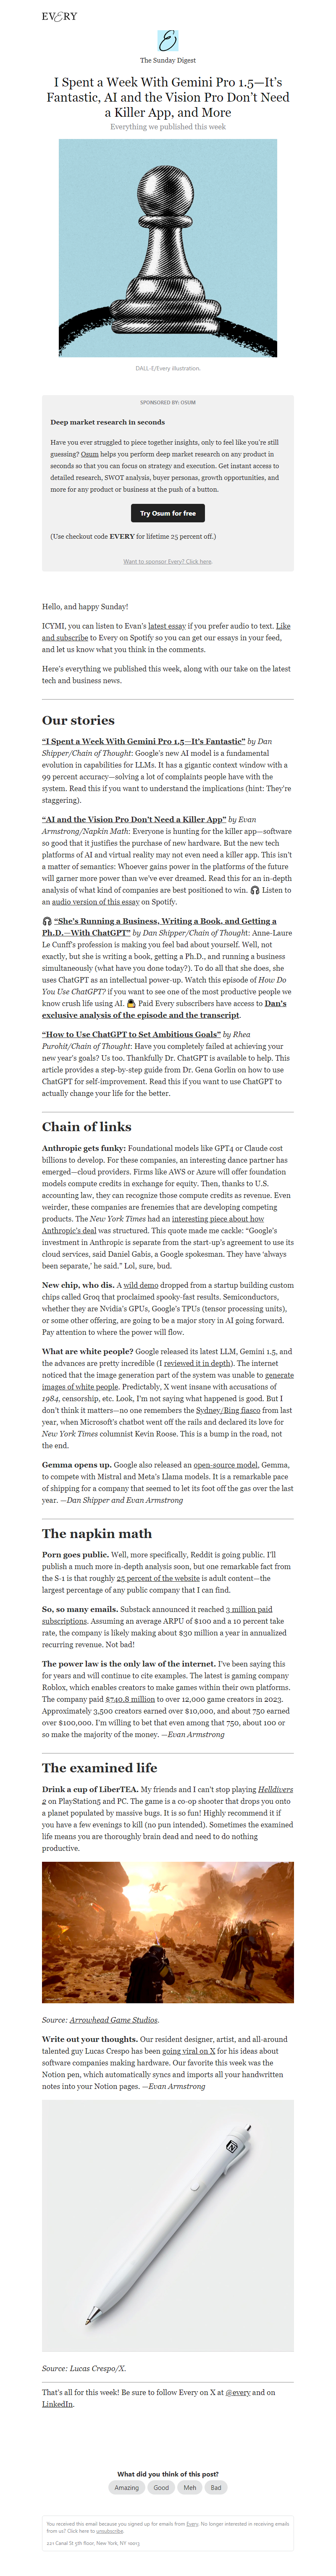 EVERY
The Sunday Digest
I Spent a Week With Gemini Pro 1.5—It's
Fantastic, AI and the Vision Pro Don't Need
a Killer App, and More
Everything we published this week
DALL-E/Every illustration.
SPONSORED BY: OSUM
Deep market research in seconds
Have you ever struggled to piece together insights, only to feel like you're still
guessing? Osum helps you perform deep market research on any product in
seconds so that you can focus on strategy and execution. Get instant access to
detailed research, SWOT analysis, buyer personas, growth opportunities, and
more for any product or business at the push of a button.
Try Osum for free
(Use checkout code EVERY for lifetime 25 percent off.)
Want to sponsor Every? Click here.
Hello, and happy Sunday!
ICYMI, you can listen to Evan's latest essay if you prefer audio to text. Like
and subscribe to Every on Spotify so you can get our essays in your feed,
and let us know what you think in the comments.
Here's everything we published this week, along with our take on the latest
tech and business news.
Our stories
"I Spent a Week With Gemini Pro 1.5—It's Fantastic" by Dan
Shipper/Chain of Thought: Google's new AI model is a fundamental
evolution in capabilities for LLMs. It has a gigantic context window with a
99 percent accuracy—solving a lot of complaints people have with the
system. Read this if you want to understand the implications (hint: They're
staggering).
"AI and the Vision Pro Don't Need a Killer App" by Evan
Armstrong/Napkin Math: Everyone is hunting for the killer app—software
so good that it justifies the purchase of new hardware. But the new tech
platforms of AI and virtual reality may not even need a killer app. This isn't
a matter of semantics: Whoever gains power in the platforms of the future
will garner more power than we've ever dreamed. Read this for an in-depth
analysis of what kind of companies are best positioned to win. 🎧 Listen to
an audio version of this essay on Spotify.
🎧 "She's Running a Business, Writing a Book, and Getting a
Ph.D.—With ChatGPT" by Dan Shipper/Chain of Thought: Anne-Laure
Le Cunff's profession is making you feel bad about yourself. Well, not
exactly, but she is writing a book, getting a Ph.D., and running a business
simultaneously (what have you done today?). To do all that she does, she
uses ChatGPT as an intellectual power-up. Watch this episode of How Do
You Use ChatGPT? if you want to see one of the most productive people we
know crush life using AI. Paid Every subscribers have access to Dan's
exclusive analysis of the episode and the transcript.
"How to Use ChatGPT to Set Ambitious Goals" by Rhea
Purohit/Chain of Thought: Have you completely failed at achieving your
new year's goals? Us too. Thankfully Dr. ChatGPT is available to help. This
article provides a step-by-step guide from Dr. Gena Gorlin on how to use
ChatGPT for self-improvement. Read this if you want to use ChatGPT to
actually change your life for the better.
Chain of links
Anthropic gets funky: Foundational models like GPT4 or Claude cost
billions to develop. For these companies, an interesting dance partner has
emerged—cloud providers. Firms like AWS or Azure will offer foundation
models compute credits in exchange for equity. Then, thanks to U.S.
accounting law, they can recognize those compute credits as revenue. Even
weirder, these companies are frenemies that are developing competing
products. The New York Times had an interesting piece about how
Anthropic's deal was structured. This quote made me cackle: "Google's
investment in Anthropic is separate from the start-up's agreement to use its
cloud services, said Daniel Gabis, a Google spokesman. They have 'always
been separate,' he said." Lol, sure, bud.
New chip, who dis. A wild demo dropped from a startup building custom
chips called Groq that proclaimed spooky-fast results. Semiconductors,
whether they are Nvidia's GPUs, Google's TPUs (tensor processing units),
or some other offering, are going to be a major story in AI going forward.
Pay attention to where the power will flow.
What are white people? Google released its latest LLM, Gemini 1.5, and
the advances are pretty incredible (I reviewed it in depth). The internet
noticed that the image generation part of the system was unable to generate
images of white people. Predictably, X went insane with accusations of
1984, censorship, etc. Look, I'm not saying what happened is good. But I
don't think it matters—no one remembers the Sydney/Bing fiasco from last
year, when Microsoft's chatbot went off the rails and declared its love for
New York Times columnist Kevin Roose. This is a bump in the road, not
the end.
Gemma opens up. Google also released an open-source model, Gemma,
to compete with Mistral and Meta's Llama models. It is a remarkable pace
of shipping for a company that seemed to let its foot off the gas over the last
year. —Dan Shipper and Evan Armstrong
The napkin math
Porn goes public. Well, more specifically, Reddit is going public. I'll
publish a much more in-depth analysis soon, but one remarkable fact from
the S-1 is that roughly 25 percent of the website is adult content—the
largest percentage of any public company that I can find.
So, so many emails. Substack announced it reached 3 million paid
subscriptions. Assuming an average ARPU of $100 and a 10 percent take
rate, the company is likely making about $30 million a year in annualized
recurring revenue. Not bad!
The power law is the only law of the internet. I've been saying this
for years and will continue to cite examples. The latest is gaming company
Roblox, which enables creators to make games within their own platforms.
The company paid $740.8 million to over 12,000 game creators in 2023.
Approximately 3,500 creators earned over $10,000, and about 750 earned
over $100,000. I'm willing to bet that even among that 750, about 100 or
so make the majority of the money. —Evan Armstrong
The examined life
Drink a cup of LiberTEA. My friends and I can't stop playing Helldivers
2 on PlayStation5 and PC. The game is a co-op shooter that drops you onto
a planet populated by massive bugs. It is so fun! Highly recommend it if
you have a few evenings to kill (no pun intended). Sometimes the examined
life means you are thoroughly brain dead and need to do nothing
productive.
Source: Arrowhead Game Studios.
Write out your thoughts. Our resident designer, artist, and all-around
talented guy Lucas Crespo has been going viral on X for his ideas about
software companies making hardware. Our favorite this week was the
Notion pen, which automatically syncs and imports all your handwritten
notes into your Notion pages. —Evan Armstrong
N
Source: Lucas Crespo/X.
That's all for this week! Be sure to follow Every on X at @every and on
LinkedIn.
What did you think of this post?
Amazing Good Meh Bad
You received this email because you signed up for emails from Every. No longer interested in receiving emails
from us? Click here to unsubscribe.
221 Canal St 5th floor, New York, NY 10013